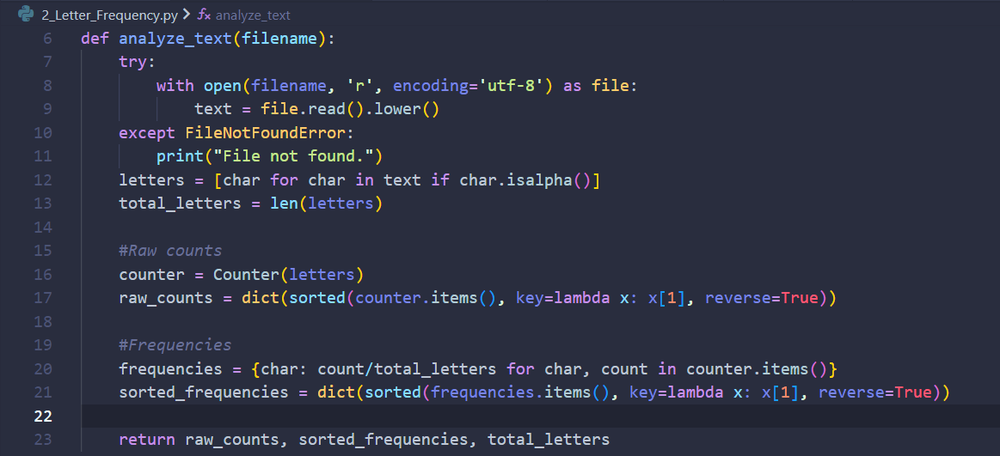 2_Letter_Frequency.py > analyze_text
6 def analyze_text(filename):
7     try:
8         with open(filename, 'r', encoding='utf-8') as file:
9             text = file.read().lower()
10     except FileNotFoundError:
11         print("File not found.")
12     letters = [char for char in text if char.isalpha()]
13     total_letters = len(letters)
14
15     #Raw counts
16     counter = Counter(letters)
17     raw_counts = dict(sorted(counter.items(), key=lambda x: x[1], reverse=True))
18
19     #Frequencies
20     frequencies = {char: count/total_letters for char, count in counter.items()}
21     sorted_frequencies = dict(sorted(frequencies.items(), key=lambda x: x[1], reverse=True))
22
23     return raw_counts, sorted_frequencies, total_letters